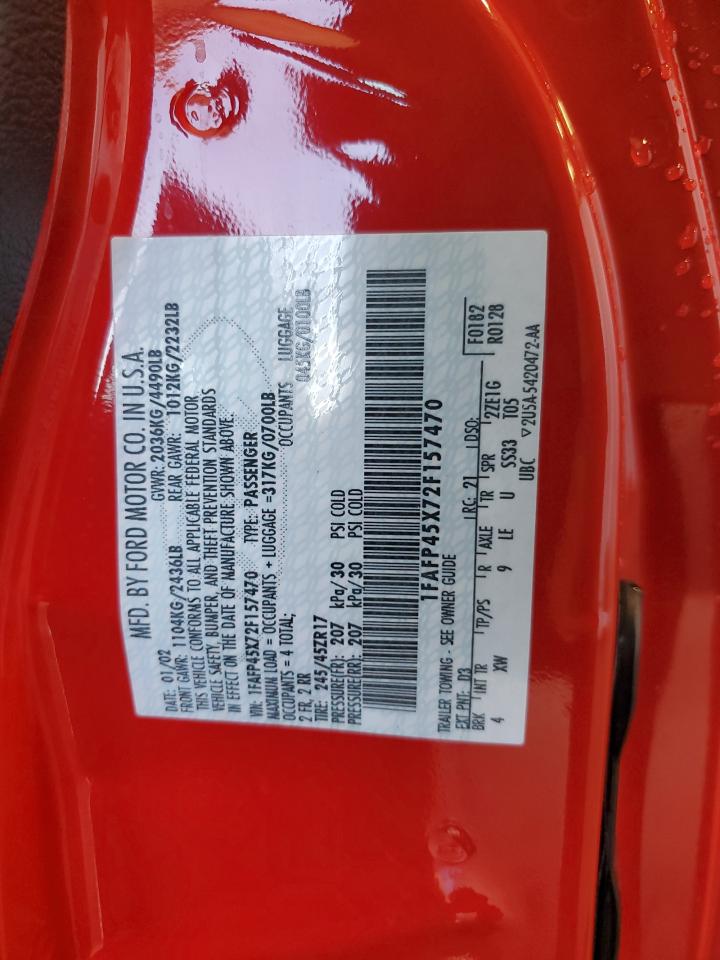 MFD. BY FORD MOTOR CO. IN U.S.A.
DATE: 01/02 GVWR: 2036KG/4490LB
FRONT GAWR: 1104KG/2436LB REAR GAWR: 1012KG/2232LB
THIS VEHICLE CONFORMS TO ALL APPLICABLE FEDERAL MOTOR
VEHICLE SAFETY, BUMPER, AND THEFT PREVENTION STANDARDS
IN EFFECT ON THE DATE OF MANUFACTURE SHOWN ABOVE.
VIN: 1FAFP45X72F157470 TYPE: PASSENGER
MAXIMUM LOAD = OCCUPANTS + LUGGAGE =317KG/0700LB
OCCUPANTS = 4 TOTAL; OCCUPANTS LUGGAGE
2 FR, 2 RR 045KG/0100LB
TIRE: 245/45ZR17
PRESSURE(FR): 207 kPa/30 PSI COLD
PRESSURE(RR): 207 kPa/30 PSI COLD
1FAFP45X72F157470
TRAILER TOWING - SEE OWNER GUIDE
EXT PNT: D3 RC: 21 DSO: F0182
BRK INT TR TP/PS R AXLE TR SPR 2ZE1G R0128
4 XW 9 LE U SS33 T05
UBC ▽2U5A-5420472-AA